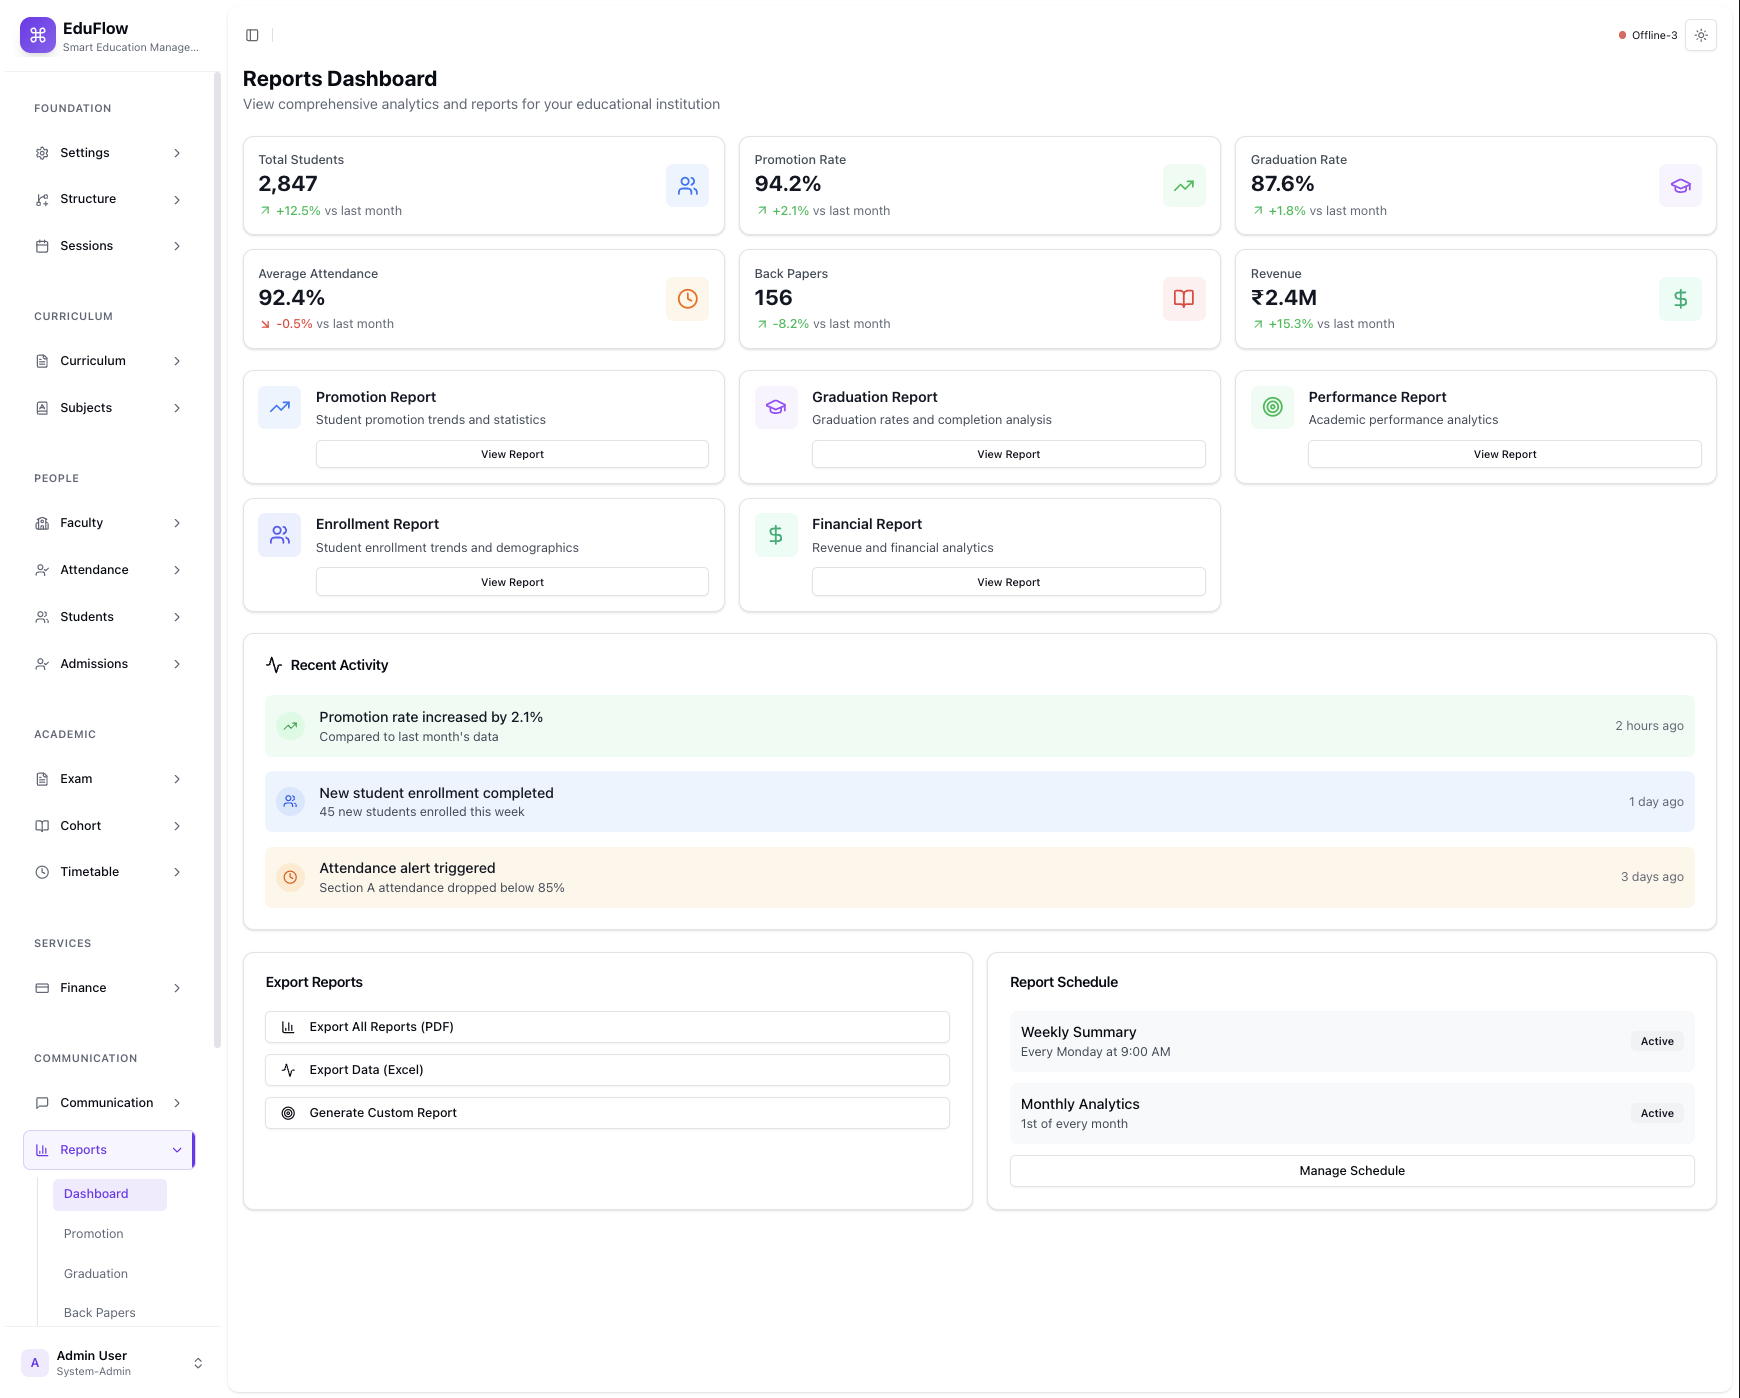 EduFlow
Smart Education Manage...
FOUNDATION
Settings
Structure
Sessions
CURRICULUM
Curriculum
Subjects
PEOPLE
Faculty
Attendance
Students
Admissions
ACADEMIC
Exam
Cohort
Timetable
SERVICES
Finance
COMMUNICATION
Communication
Reports
Dashboard
Promotion
Graduation
Back Papers
A
Admin User
System-Admin
Offline-3
Reports Dashboard
View comprehensive analytics and reports for your educational institution
Total Students
2,847
+12.5% vs last month
Promotion Rate
94.2%
+2.1% vs last month
Graduation Rate
87.6%
+1.8% vs last month
Average Attendance
92.4%
-0.5% vs last month
Back Papers
156
-8.2% vs last month
Revenue
₹2.4M
+15.3% vs last month
Promotion Report
Student promotion trends and statistics
View Report
Graduation Report
Graduation rates and completion analysis
View Report
Performance Report
Academic performance analytics
View Report
Enrollment Report
Student enrollment trends and demographics
View Report
Financial Report
Revenue and financial analytics
View Report
Recent Activity
Promotion rate increased by 2.1%
Compared to last month's data
2 hours ago
New student enrollment completed
45 new students enrolled this week
1 day ago
Attendance alert triggered
Section A attendance dropped below 85%
3 days ago
Export Reports
Export All Reports (PDF)
Export Data (Excel)
Generate Custom Report
Report Schedule
Weekly Summary
Every Monday at 9:00 AM
Active
Monthly Analytics
1st of every month
Active
Manage Schedule